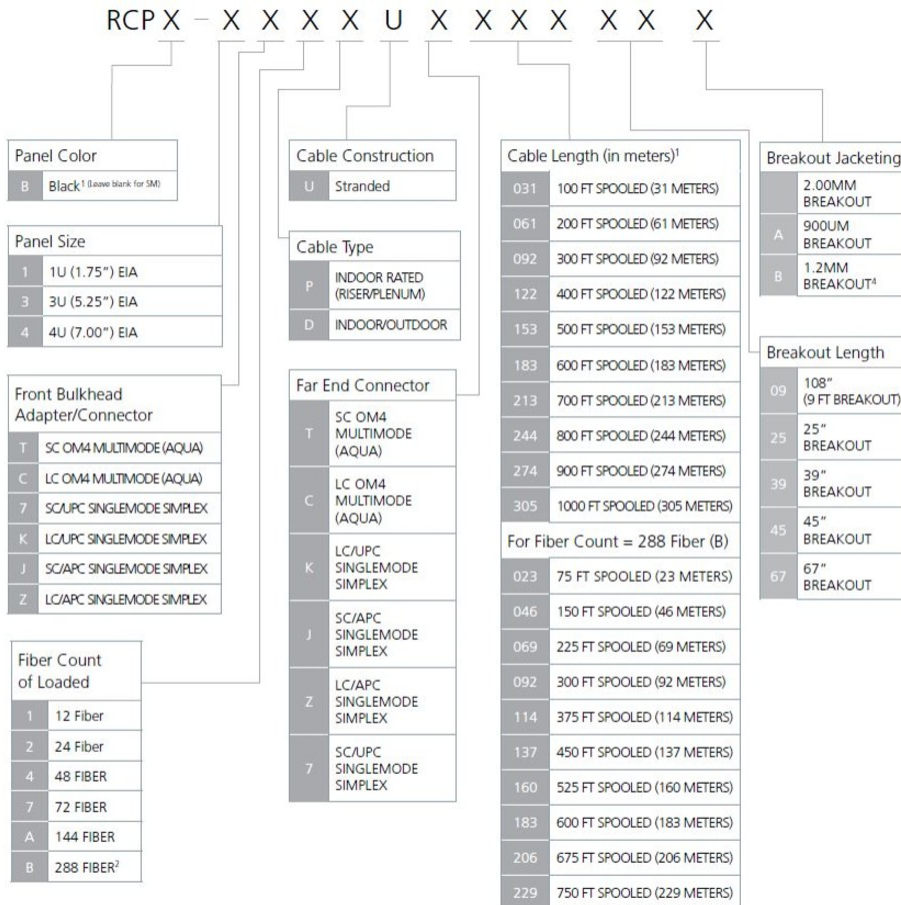 RCP X – X X X X U X X X X X X X
Panel Color
B Black¹ (Leave blank for SM)
Panel Size
1 1U (1.75”) EIA
3 3U (5.25”) EIA
4 4U (7.00”) EIA
Front Bulkhead
Adapter/Connector
T SC OM4 MULTIMODE (AQUA)
C LC OM4 MULTIMODE (AQUA)
7 SC/UPC SINGLEMODE SIMPLEX
K LC/UPC SINGLEMODE SIMPLEX
J SC/APC SINGLEMODE SIMPLEX
Z LC/APC SINGLEMODE SIMPLEX
Fiber Count
of Loaded
1 12 Fiber
2 24 Fiber
4 48 FIBER
7 72 FIBER
A 144 FIBER
B 288 FIBER²
Cable Construction
U Stranded
Cable Type
P INDOOR RATED
(RISER/PLENUM)
D INDOOR/OUTDOOR
Far End Connector
T SC OM4
MULTIMODE
(AQUA)
C LC OM4
MULTIMODE
(AQUA)
K LC/UPC
SINGLEMODE
SIMPLEX
J SC/APC
SINGLEMODE
SIMPLEX
Z LC/APC
SINGLEMODE
SIMPLEX
7 SC/UPC
SINGLEMODE
SIMPLEX
Cable Length (in meters)¹
031 100 FT SPOOLED (31 METERS)
061 200 FT SPOOLED (61 METERS)
092 300 FT SPOOLED (92 METERS)
122 400 FT SPOOLED (122 METERS)
153 500 FT SPOOLED (153 METERS)
183 600 FT SPOOLED (183 METERS)
213 700 FT SPOOLED (213 METERS)
244 800 FT SPOOLED (244 METERS)
274 900 FT SPOOLED (274 METERS)
305 1000 FT SPOOLED (305 METERS)
For Fiber Count = 288 Fiber (B)
023 75 FT SPOOLED (23 METERS)
046 150 FT SPOOLED (46 METERS)
069 225 FT SPOOLED (69 METERS)
092 300 FT SPOOLED (92 METERS)
114 375 FT SPOOLED (114 METERS)
137 450 FT SPOOLED (137 METERS)
160 525 FT SPOOLED (160 METERS)
183 600 FT SPOOLED (183 METERS)
206 675 FT SPOOLED (206 METERS)
229 750 FT SPOOLED (229 METERS)
Breakout Jacketing
2.00MM
BREAKOUT
A 900UM
BREAKOUT
B 1.2MM
BREAKOUT⁴
Breakout Length
09 108”
(9 FT BREAKOUT)
25 25”
BREAKOUT
39 39”
BREAKOUT
45 45”
BREAKOUT
67 67”
BREAKOUT